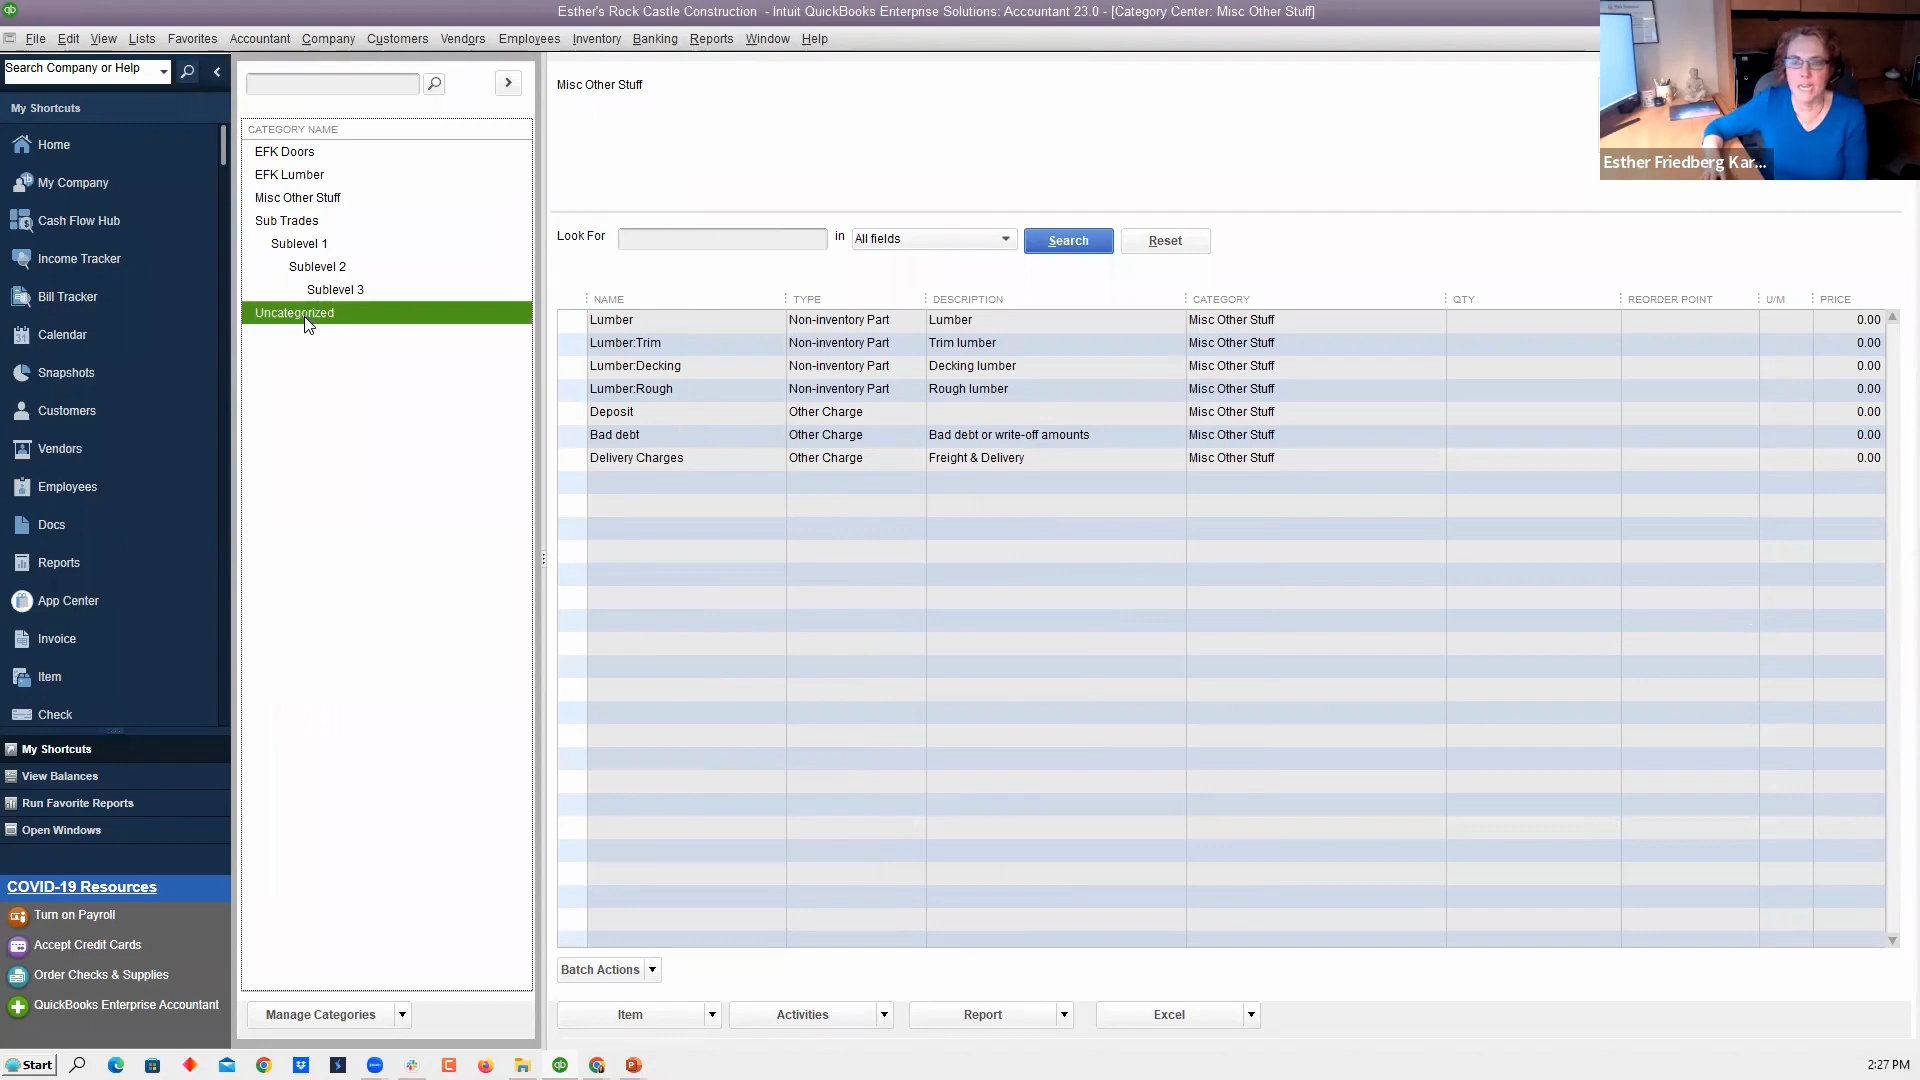 Esther's Rock Castle Construction - Intuit QuickBooks Enterprise Solutions: Accountant 23.0 - [Category Center: Misc Other Stuff]
File Edit View Lists Favorites Accountant Company Customers Vendors Employees Inventory Banking Reports Window Help
Search Company or Help
My Shortcuts
Home
My Company
Cash Flow Hub
Income Tracker
Bill Tracker
Calendar
Snapshots
Customers
Vendors
Employees
Docs
Reports
App Center
Invoice
Item
Check
My Shortcuts
View Balances
Run Favorite Reports
Open Windows
COVID-19 Resources
Turn on Payroll
Accept Credit Cards
Order Checks & Supplies
QuickBooks Enterprise Accountant
CATEGORY NAME
EFK Doors
EFK Lumber
Misc Other Stuff
Sub Trades
Sublevel 1
Sublevel 2
Sublevel 3
Uncategorized
Manage Categories
Misc Other Stuff
Esther Friedberg Kar...
Look For in All fields Search Reset
NAME TYPE DESCRIPTION CATEGORY QTY REORDER POINT U/M PRICE
Lumber Non-inventory Part Lumber Misc Other Stuff 0.00
Lumber:Trim Non-inventory Part Trim lumber Misc Other Stuff 0.00
Lumber:Decking Non-inventory Part Decking lumber Misc Other Stuff 0.00
Lumber:Rough Non-inventory Part Rough lumber Misc Other Stuff 0.00
Deposit Other Charge Misc Other Stuff 0.00
Bad debt Other Charge Bad debt or write-off amounts Misc Other Stuff 0.00
Delivery Charges Other Charge Freight & Delivery Misc Other Stuff 0.00
Batch Actions
Item Activities Report Excel
Start 2:27 PM